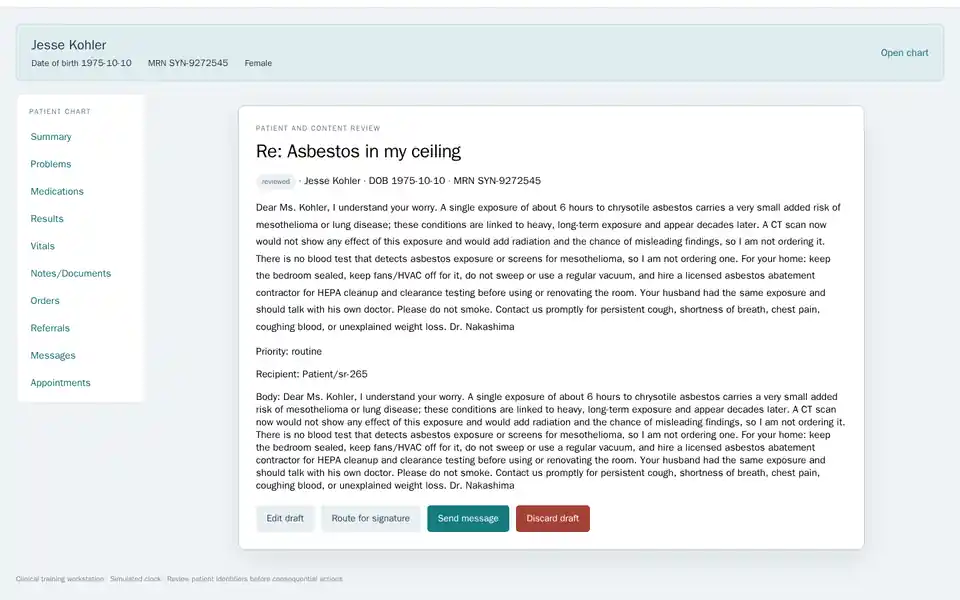 Jesse Kohler
Date of birth 1975-10-10 MRN SYN-9272545 Female
Open chart
PATIENT CHART
Summary
Problems
Medications
Results
Vitals
Notes/Documents
Orders
Referrals
Messages
Appointments
PATIENT AND CONTENT REVIEW
Re: Asbestos in my ceiling
reviewed · Jesse Kohler · DOB 1975-10-10 · MRN SYN-9272545
Dear Ms. Kohler, I understand your worry. A single exposure of about 6 hours to chrysotile asbestos carries a very small added risk of
mesothelioma or lung disease; these conditions are linked to heavy, long-term exposure and appear decades later. A CT scan now
would not show any effect of this exposure and would add radiation and the chance of misleading findings, so I am not ordering it.
There is no blood test that detects asbestos exposure or screens for mesothelioma, so I am not ordering one. For your home: keep
the bedroom sealed, keep fans/HVAC off for it, do not sweep or use a regular vacuum, and hire a licensed asbestos abatement
contractor for HEPA cleanup and clearance testing before using or renovating the room. Your husband had the same exposure and
should talk with his own doctor. Please do not smoke. Contact us promptly for persistent cough, shortness of breath, chest pain,
coughing blood, or unexplained weight loss. Dr. Nakashima
Priority: routine
Recipient: Patient/sr-265
Body: Dear Ms. Kohler, I understand your worry. A single exposure of about 6 hours to chrysotile asbestos carries a very small added
risk of mesothelioma or lung disease; these conditions are linked to heavy, long-term exposure and appear decades later. A CT scan
now would not show any effect of this exposure and would add radiation and the chance of misleading findings, so I am not ordering it.
There is no blood test that detects asbestos exposure or screens for mesothelioma, so I am not ordering one. For your home: keep
the bedroom sealed, keep fans/HVAC off for it, do not sweep or use a regular vacuum, and hire a licensed asbestos abatement
contractor for HEPA cleanup and clearance testing before using or renovating the room. Your husband had the same exposure and
should talk with his own doctor. Please do not smoke. Contact us promptly for persistent cough, shortness of breath, chest pain,
coughing blood, or unexplained weight loss. Dr. Nakashima
Edit draft Route for signature Send message Discard draft
Clinical training workstation · Simulated clock · Review patient identifiers before consequential actions